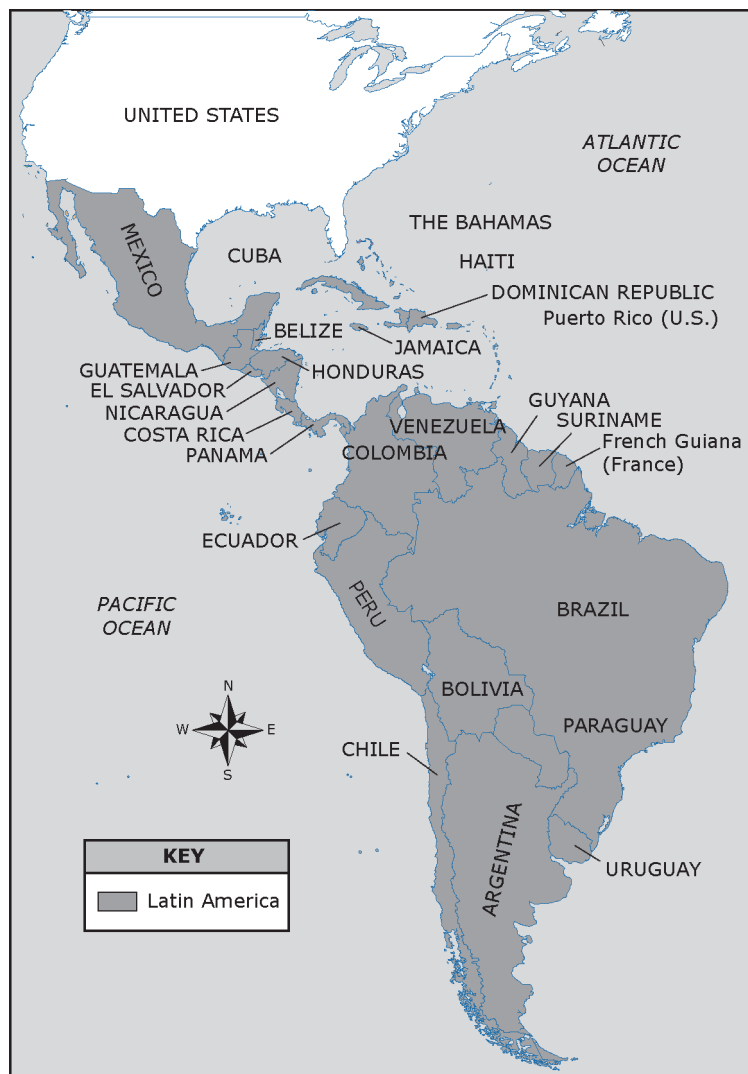 UNITED STATES
ATLANTIC
OCEAN
THE BAHAMAS
MEXICO
CUBA
HAITI
DOMINICAN REPUBLIC
Puerto Rico (U.S.)
BELIZE
JAMAICA
GUATEMALA
HONDURAS
EL SALVADOR
NICARAGUA
COSTA RICA
PANAMA
GUYANA
SURINAME
VENEZUELA
French Guiana
(France)
COLOMBIA
ECUADOR
PERU
PACIFIC
OCEAN
BRAZIL
BOLIVIA
N
W
E
S
PARAGUAY
CHILE
ARGENTINA
URUGUAY
KEY
Latin America